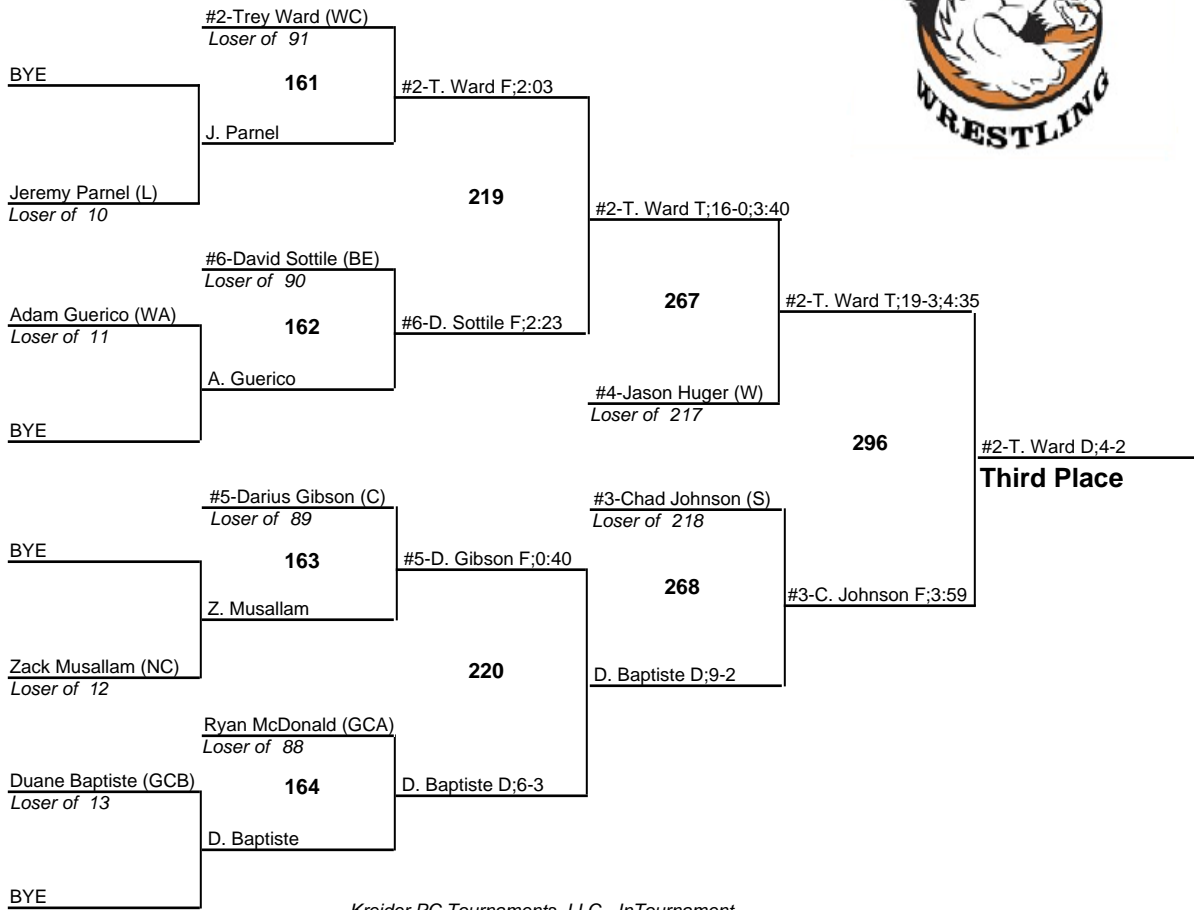 #2-Trey Ward (WC)
Loser of 91
BYE
161
#2-T. Ward F;2:03
J. Parnel
Jeremy Parnel (L)
Loser of 10
219
#2-T. Ward T;16-0;3:40
#6-David Sottile (BE)
Loser of 90
Adam Guerico (WA)
Loser of 11
162
#6-D. Sottile F;2:23
267
#2-T. Ward T;19-3;4:35
A. Guerico
#4-Jason Huger (W)
Loser of 217
BYE
296
#2-T. Ward D;4-2
Third Place
#5-Darius Gibson (C)
Loser of 89
#3-Chad Johnson (S)
Loser of 218
BYE
163
#5-D. Gibson F;0:40
268
#3-C. Johnson F;3:59
Z. Musallam
Zack Musallam (NC)
Loser of 12
220
D. Baptiste D;9-2
Ryan McDonald (GCA)
Loser of 88
Duane Baptiste (GCB)
Loser of 13
164
D. Baptiste D;6-3
D. Baptiste
BYE
WRESTLING